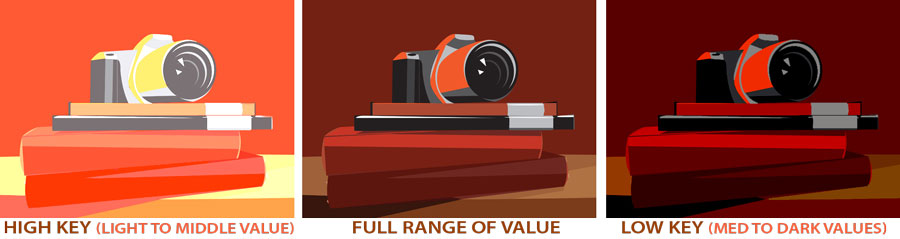 HIGH KEY (LIGHT TO MIDDLE VALUE)
FULL RANGE OF VALUE
LOW KEY (MED TO DARK VALUES)